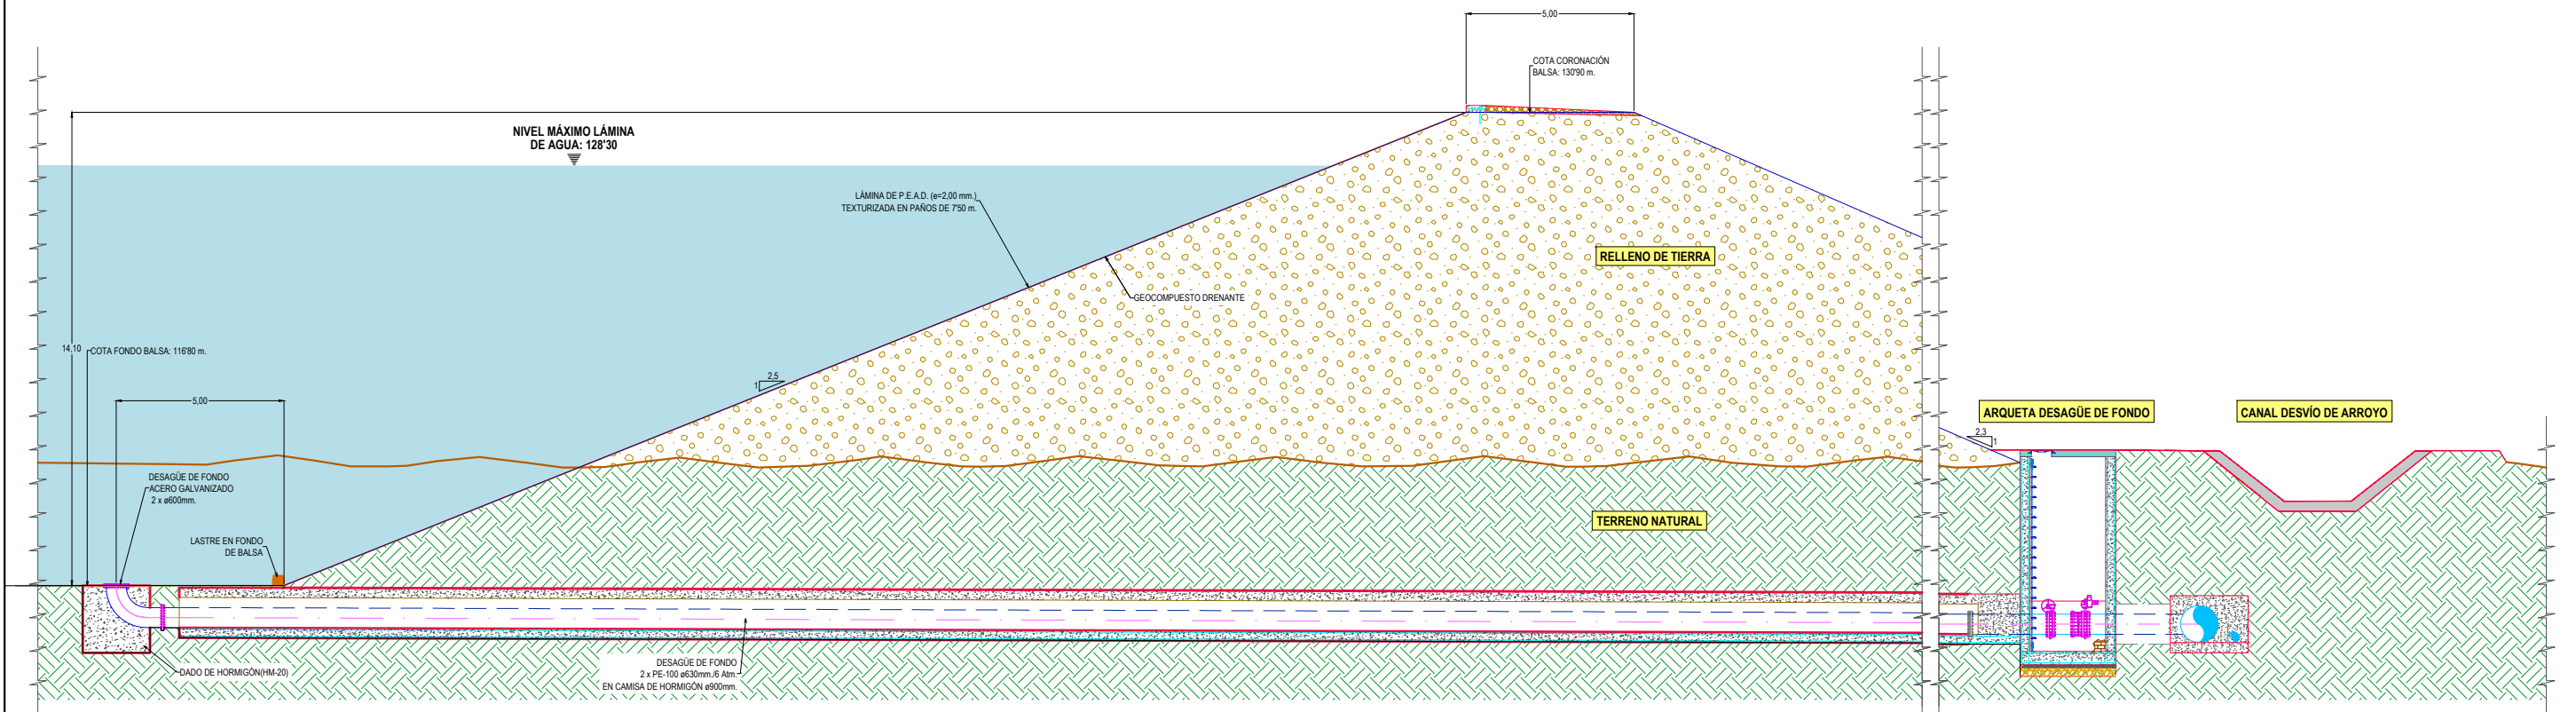 5,00
COTA CORONACIÓN
BALSA: 130'90 m.
NIVEL MÁXIMO LÁMINA
DE AGUA: 128'30
LÁMINA DE P.E.A.D. (e=2,00 mm.)
TEXTURIZADA EN PAÑOS DE 7'50 m.
RELLENO DE TIERRA
GEOCOMPUESTO DRENANTE
14,10
COTA FONDO BALSA: 116'80 m.
2,5
1
5,00
ARQUETA DESAGÜE DE FONDO
CANAL DESVÍO DE ARROYO
2,3
1
DESAGÜE DE FONDO
ACERO GALVANIZADO
2 x ø600mm.
TERRENO NATURAL
LASTRE EN FONDO
DE BALSA
DADO DE HORMIGÓN(HM-20)
DESAGÜE DE FONDO
2 x PE-100 ø630mm./6 Atm.
EN CAMISA DE HORMIGÓN ø900mm.